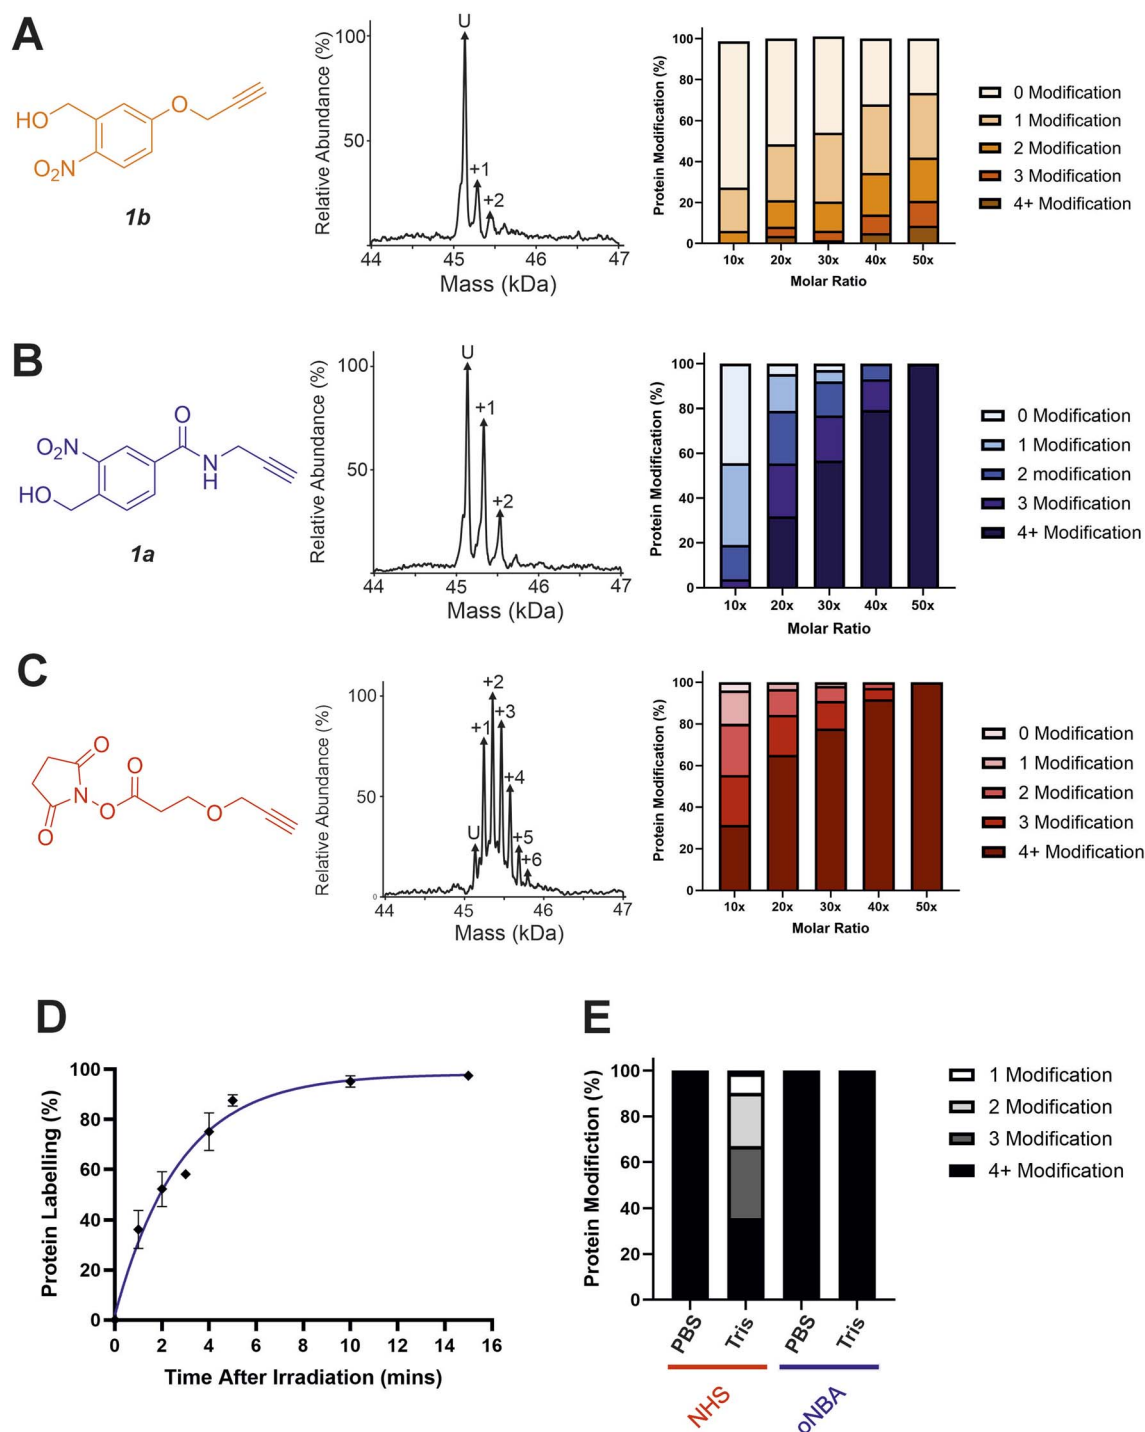 A
HO
O
O₂N
1b
Relative Abundance (%)
100
50
U
+1
+2
44
45
46
47
Mass (kDa)
Protein Modification (%)
100
80
60
40
20
0
10x
20x
30x
40x
50x
Molar Ratio
0 Modification
1 Modification
2 Modification
3 Modification
4+ Modification
B
O
O₂N
N
H
HO
1a
Relative Abundance (%)
100
50
U
+1
+2
44
45
46
47
Mass (kDa)
Protein Modification (%)
100
80
60
40
20
0
10x
20x
30x
40x
50x
Molar Ratio
0 Modification
1 Modification
2 modification
3 Modification
4+ Modification
C
O
O
N
O
O
O
Relative Abundance (%)
100
50
0
U
+1
+2
+3
+4
+5
+6
44
45
46
47
Mass (kDa)
Protein Modification (%)
100
80
60
40
20
0
10x
20x
30x
40x
50x
Molar Ratio
0 Modification
1 Modification
2 Modification
3 Modification
4+ Modification
D
Protein Labelling (%)
100
80
60
40
20
0
0
2
4
6
8
10
12
14
16
Time After Irradiation (mins)
E
Protein Modifiction (%)
100
80
60
40
20
0
PBS
Tris
PBS
Tris
NHS
oNBA
1 Modification
2 Modification
3 Modification
4+ Modification